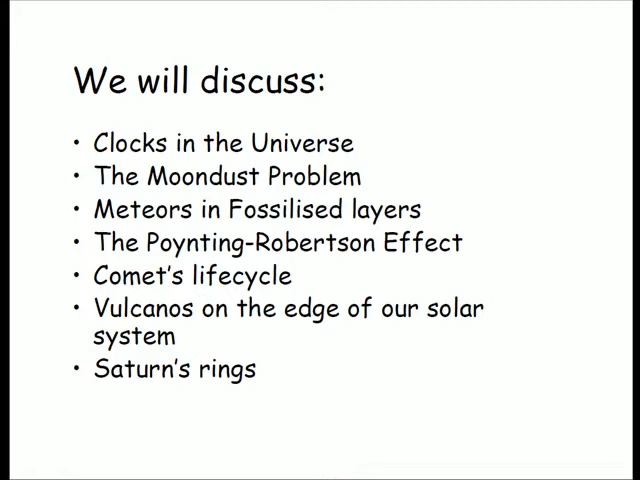 We will discuss:
• Clocks in the Universe
• The Moondust Problem
• Meteors in Fossilised layers
• The Poynting-Robertson Effect
• Comet's lifecycle
• Vulcanos on the edge of our solar
system
• Saturn's rings